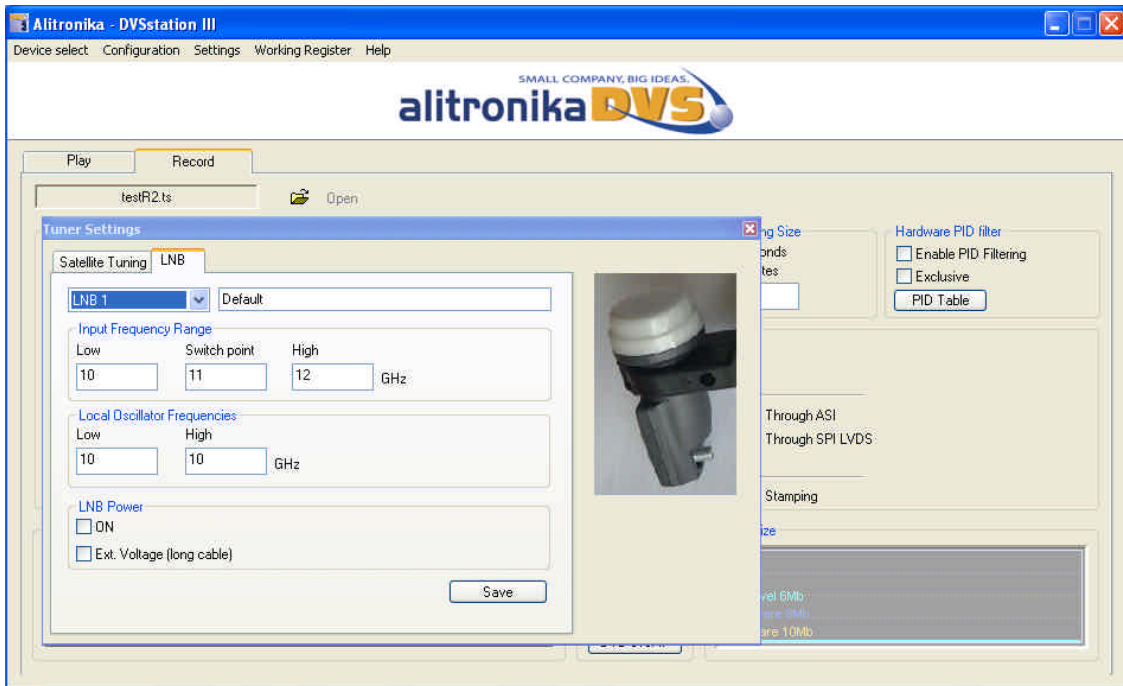 Alitronika - DVSstation III
Device select Configuration Settings Working Register Help
SMALL COMPANY, BIG IDEAS.
alitronika DVS
Play Record
testR2.ts Open
Tuner Settings
Satellite Tuning LNB
LNB 1 Default
Input Frequency Range
Low Switch point High
10 11 12 GHz
Local Oscillator Frequencies
Low High
10 10 GHz
LNB Power
ON
Ext. Voltage (long cable)
Save
Size
Hardware PID filter
Enable PID Filtering
Exclusive
PID Table
Through ASI
Through SPI LVDS
Stamping
6Mb
10Mb